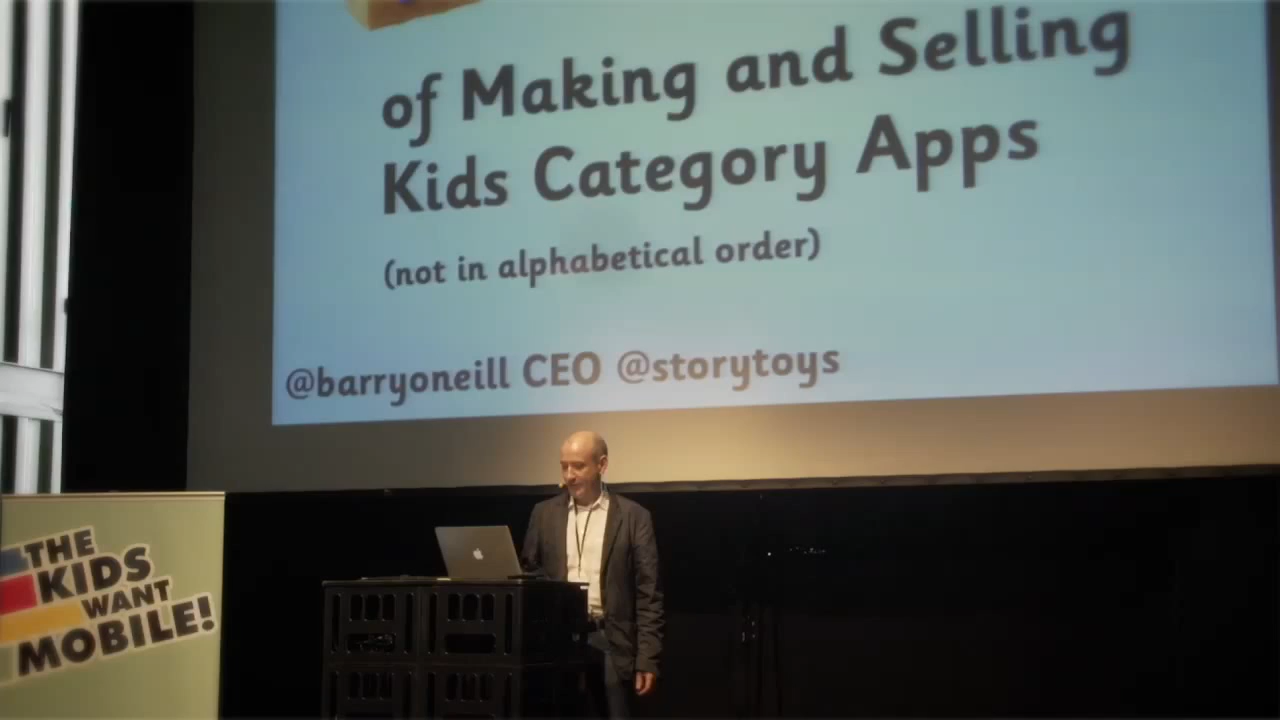 of Making and Selling
Kids Category Apps
(not in alphabetical order)
@barryoneill CEO @storytoys
THE
KIDS
WANT
MOBILE!